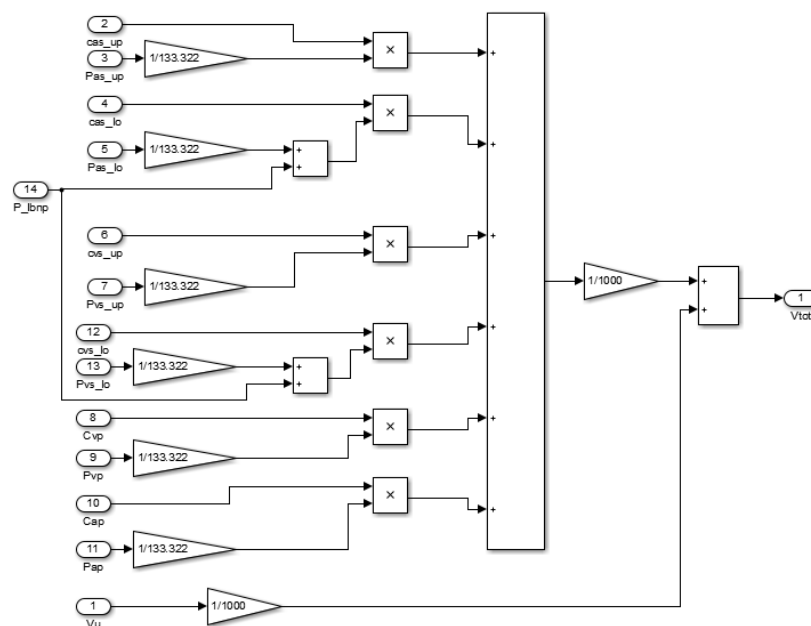 2
cas_up
3
1/133.322
Pas_up
×
+
4
cas_lo
×
5
1/133.322
Pas_lo
+
+
+
14
P_lbnp
6
cvs_up
×
+
7
1/133.322
Pvs_up
1/1000
+
+
1
Vtot
12
cvs_lo
×
+
13
1/133.322
Pvs_lo
+
+
8
Cvp
×
+
9
1/133.322
Pvp
10
Cap
×
+
11
1/133.322
Pap
1
1/1000
Vu